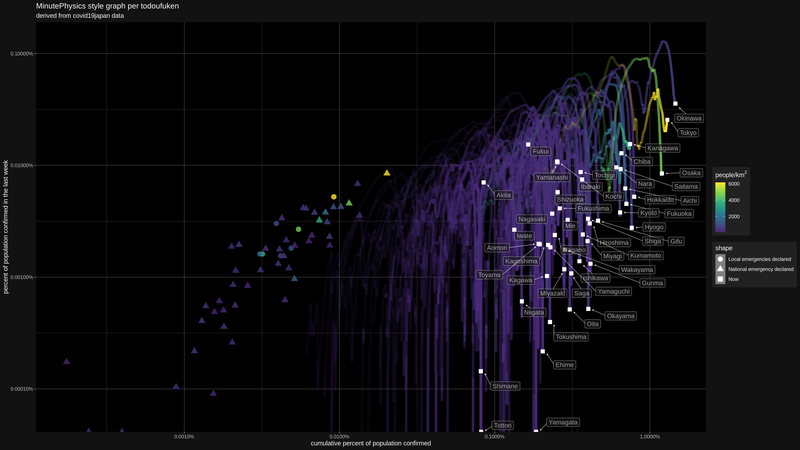 MinutePhysics style graph per todoufuken
derived from covid19japan data
percent of population confirmed in the last week
0.10000%
0.01000%
0.00100%
0.00010%
0.0010%
0.0100%
0.1000%
1.0000%
cumulative percent of population confirmed
Okinawa
Tokyo
Kanagawa
Fukui
Chiba
Osaka
Yamanashi
Tochigi
Nara
Ibaraki
Saitama
Akita
Kochi
Shizuoka
Hokkaido
Aichi
Fukushima
Kyoto
Fukuoka
Nagasaki
Mie
Hyogo
Iwate
Hiroshima
Shiga
Gifu
Aomori
Nagano
Miyagi
Kumamoto
Kagoshima
Toyama
Wakayama
Ishikawa
Kagawa
Gunma
Miyazaki
Saga
Yamaguchi
Niigata
Okayama
Oita
Tokushima
Ehime
Shimane
Tottori
Yamagata
people/km²
6000
4000
2000
shape
Local emergencies declared
National emergency declared
Now